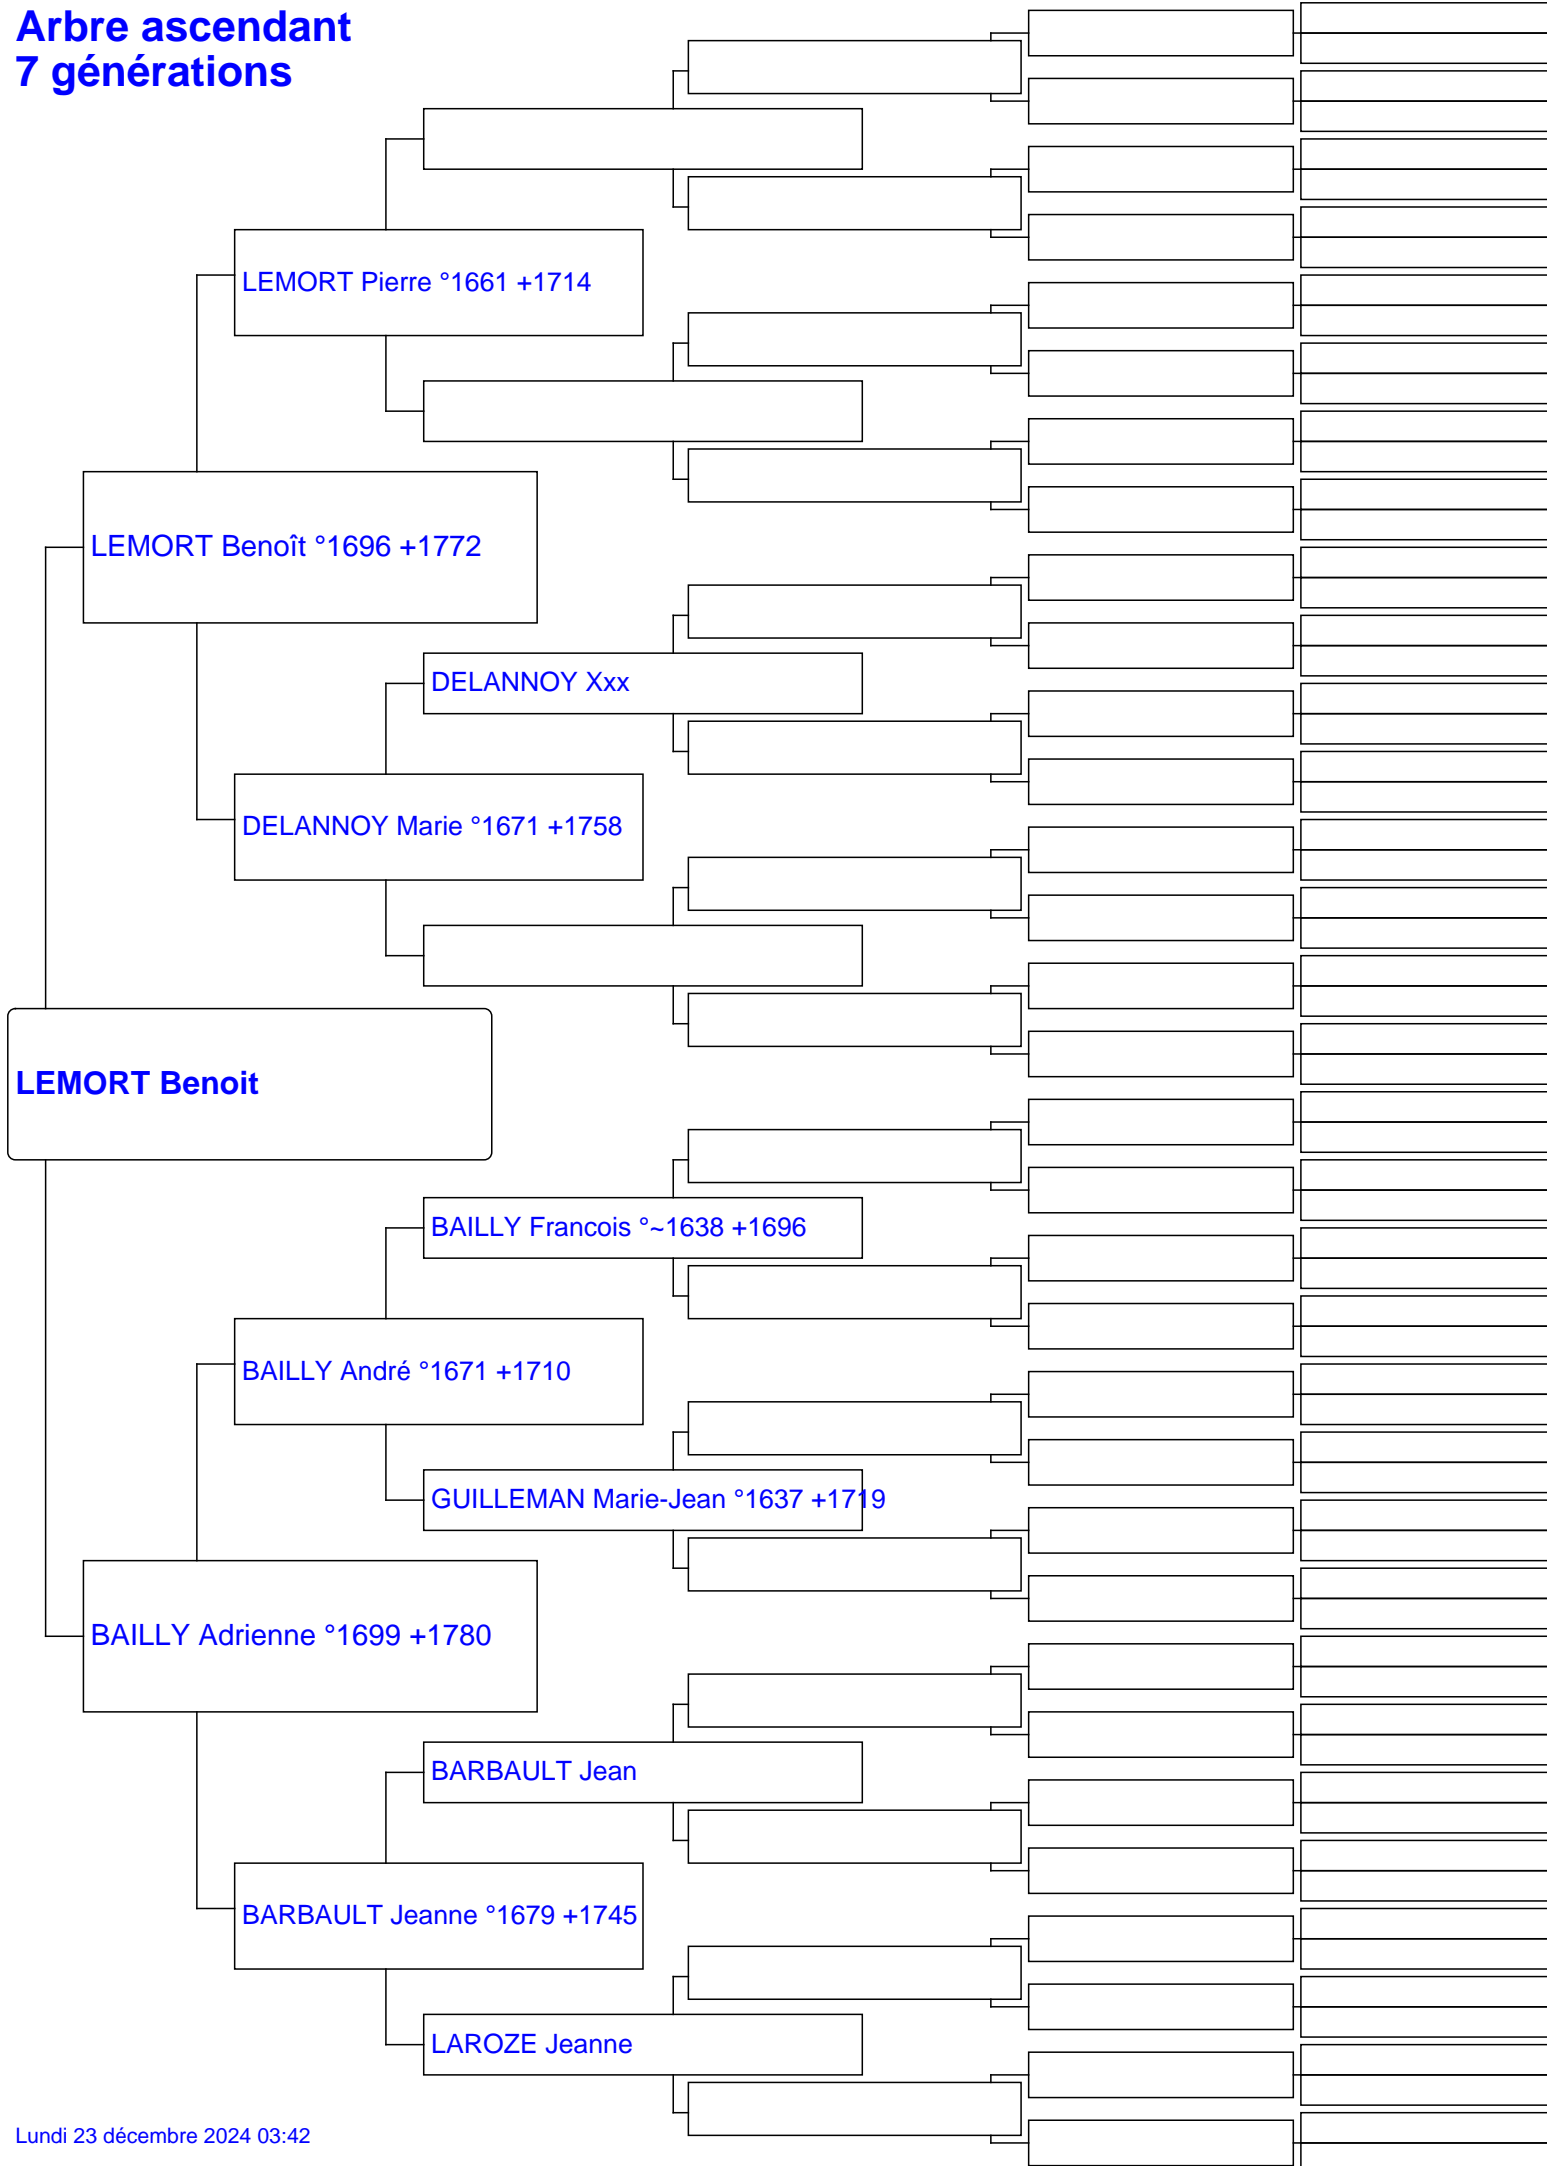 Arbre ascendant
7 générations
LEMORT Pierre °1661 +1714
LEMORT Benoît °1696 +1772
DELANNOY Xxx
DELANNOY Marie °1671 +1758
LEMORT Benoit
BAILLY Francois °~1638 +1696
BAILLY André °1671 +1710
GUILLEMAN Marie-Jean °1637 +1719
BAILLY Adrienne °1699 +1780
BARBAULT Jean
BARBAULT Jeanne °1679 +1745
LAROZE Jeanne
Lundi 23 décembre 2024 03:42